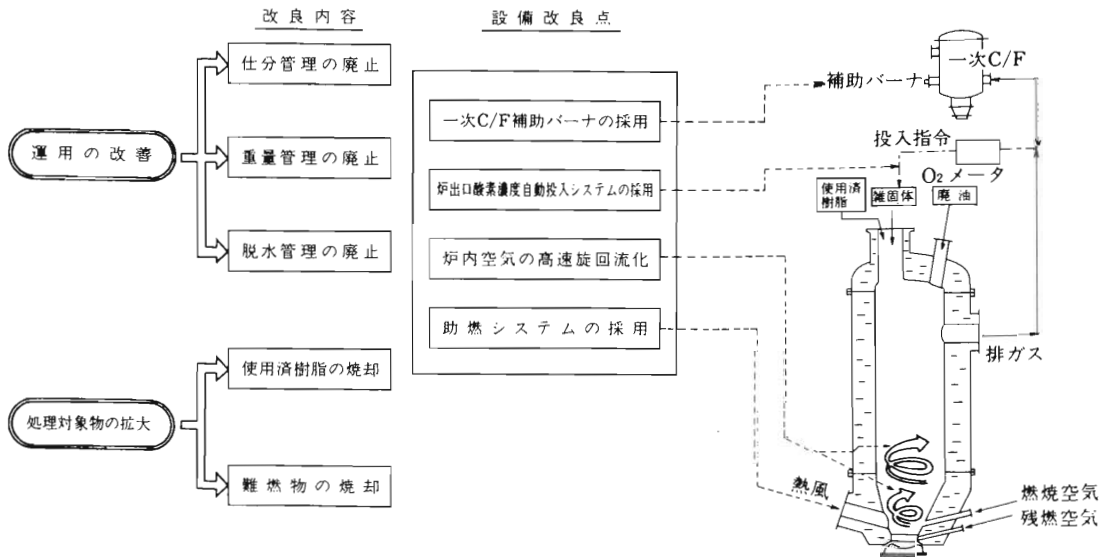 改良内容
設備改良点
運用の改善
仕分管理の廃止
重量管理の廃止
脱水管理の廃止
処理対象物の拡大
使用済樹脂の焼却
難燃物の焼却
一次C/F補助バーナの採用
炉出口酸素濃度自動投入システムの採用
炉内空気の高速旋回流化
助燃システムの採用
一次C/F
補助バーナ
投入指令
O₂メータ
使用済
樹脂
雑固体
廃油
排ガス
熱風
燃焼空気
残燃空気